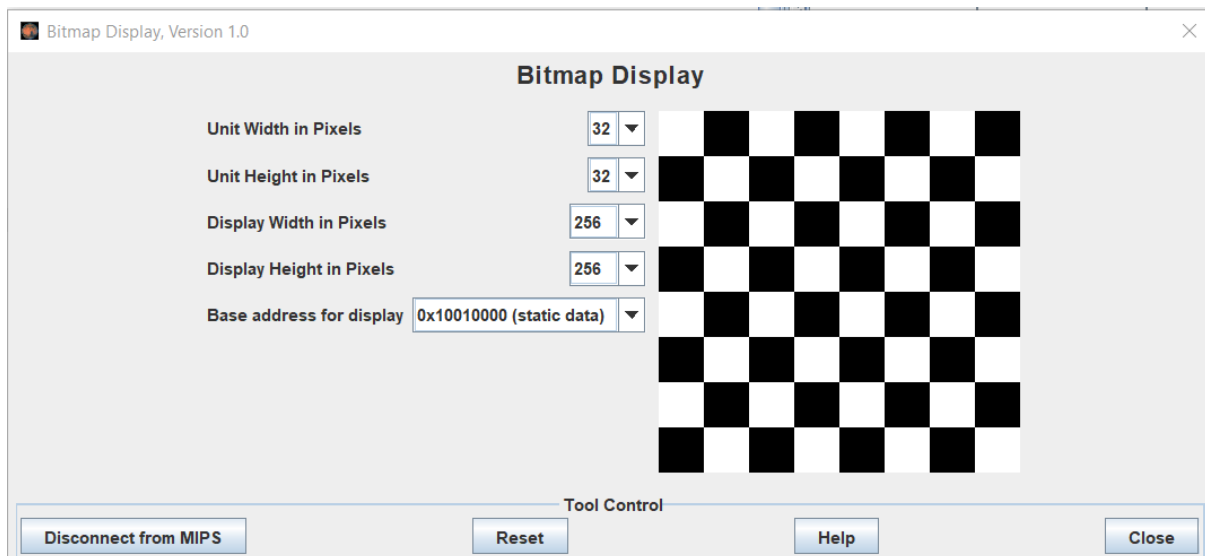 Bitmap Display, Version 1.0
Bitmap Display
Unit Width in Pixels 32
Unit Height in Pixels 32
Display Width in Pixels 256
Display Height in Pixels 256
Base address for display 0x10010000 (static data)
Tool Control
Disconnect from MIPS Reset Help Close